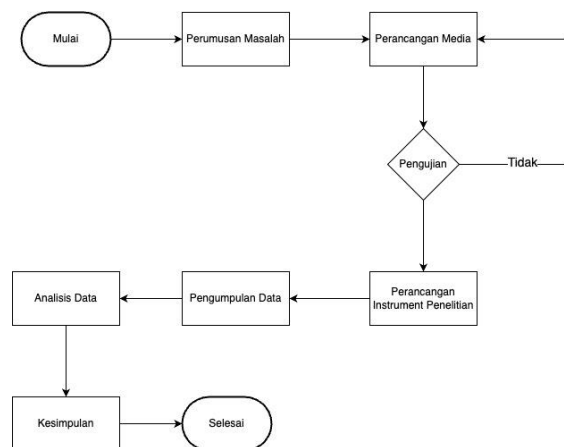 Mulai
Perumusan Masalah
Perancangan Media
Pengujian
Tidak
Perancangan
Instrument Penelitian
Pengumpulan Data
Analisis Data
Kesimpulan
Selesai